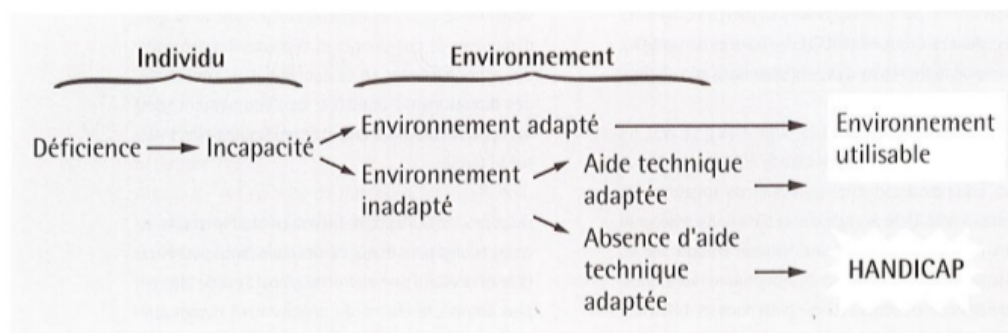 Individu
Environnement
Déficience
Incapacité
Environnement adapté
Environnement
inadapté
Aide technique
adaptée
Absence d'aide
technique
adaptée
Environnement
utilisable
HANDICAP